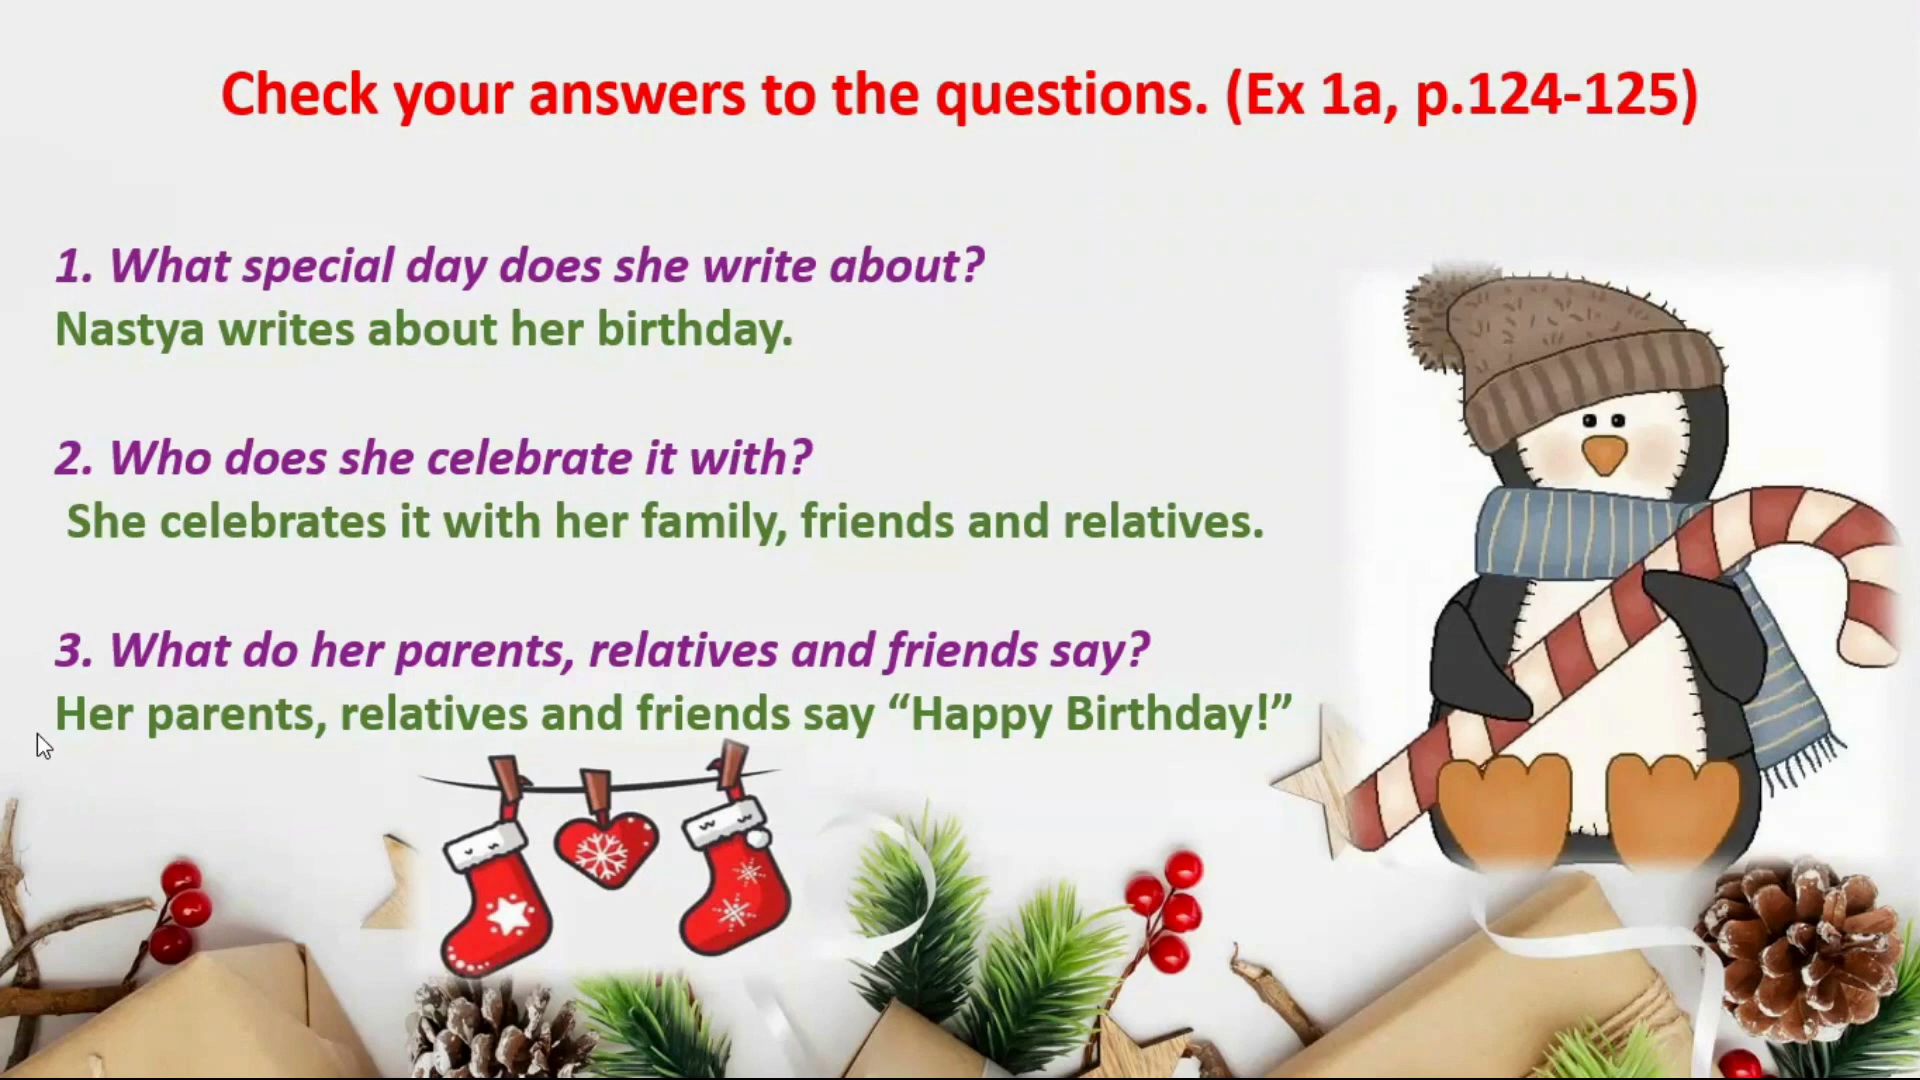 Check your answers to the questions. (Ex 1a, p.124-125)
1. What special day does she write about?
Nastya writes about her birthday.
2. Who does she celebrate it with?
She celebrates it with her family, friends and relatives.
3. What do her parents, relatives and friends say?
Her parents, relatives and friends say “Happy Birthday!”